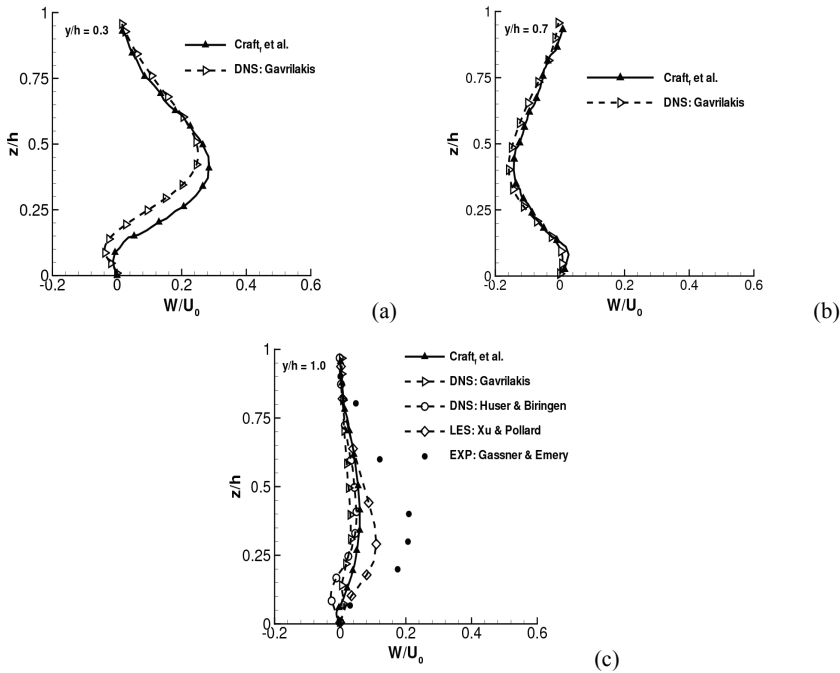 y/h = 0.3
Craft, et al.
DNS: Gavrilakis
1
0.75
0.5
0.25
0
z/h
-0.2
0
0.2
0.4
0.6
W/U₀
(a)
y/h = 0.7
Craft, et al.
DNS: Gavrilakis
1
0.75
0.5
0.25
0
z/h
-0.2
0
0.2
0.4
0.6
W/U₀
(b)
y/h = 1.0
Craft, et al.
DNS: Gavrilakis
DNS: Huser & Biringen
LES: Xu & Pollard
EXP: Gassner & Emery
1
0.75
0.5
0.25
0
z/h
-0.2
0
0.2
0.4
0.6
W/U₀
(c)